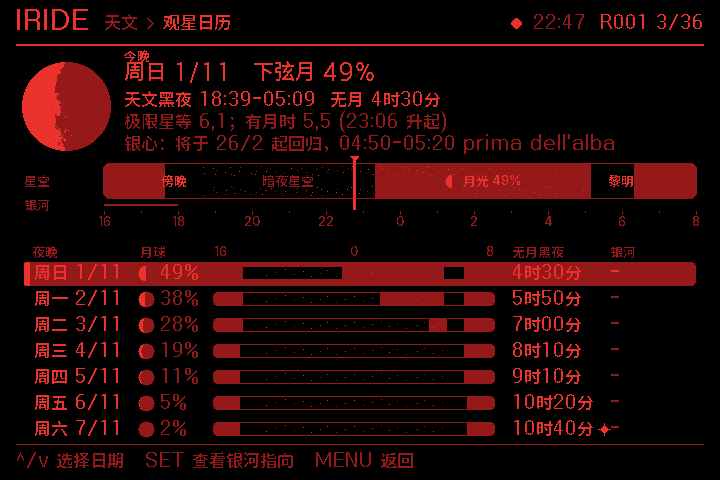 IRIDE 天文 > 观星日历 22:47 R001 3/36
今晚
周日 1/11 下弦月 49%
天文黑夜 18:39-05:09 无月 4时30分
极限星等 6,1; 有月时 5,5 (23:06 升起)
银心: 将于 26/2 起回归, 04:50-05:20 prima dell'alba
星空 傍晚 暗夜星空 月光 49% 黎明
银河
16 18 20 22 0 2 4 6 8
夜晚 月球 16 0 8 无月黑夜 银河
周日 1/11 49% 4时30分 -
周一 2/11 38% 5时50分 -
周二 3/11 28% 7时00分 -
周三 4/11 19% 8时10分 -
周四 5/11 11% 9时10分 -
周五 6/11 5% 10时20分 -
周六 7/11 2% 10时40分 -
^/v 选择日期 SET 查看银河指向 MENU 返回